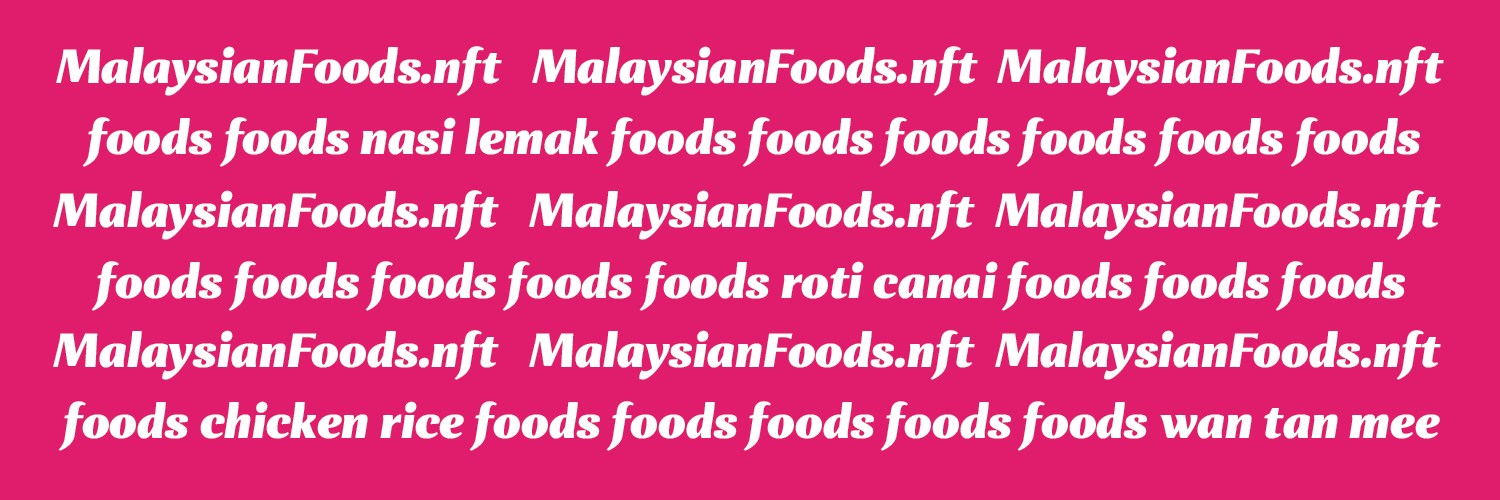 MalaysianFoods.nft MalaysianFoods.nft MalaysianFoods.nft
foods foods nasi lemak foods foods foods foods foods foods
MalaysianFoods.nft MalaysianFoods.nft MalaysianFoods.nft
foods foods foods foods foods roti canai foods foods foods
MalaysianFoods.nft MalaysianFoods.nft MalaysianFoods.nft
foods chicken rice foods foods foods foods foods wan tan mee